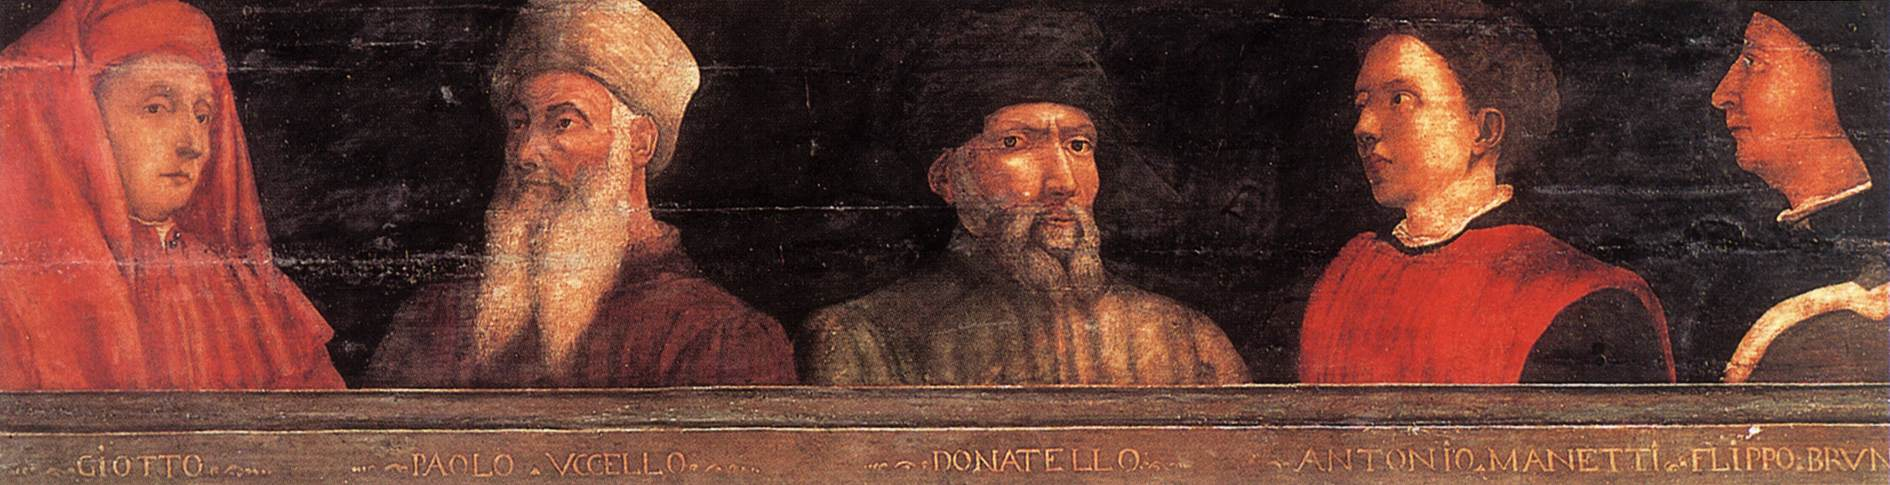 GIOTTO PAOLO VCCELLO DONATELLO ANTONIO MANETTI FLIPPO BRVN